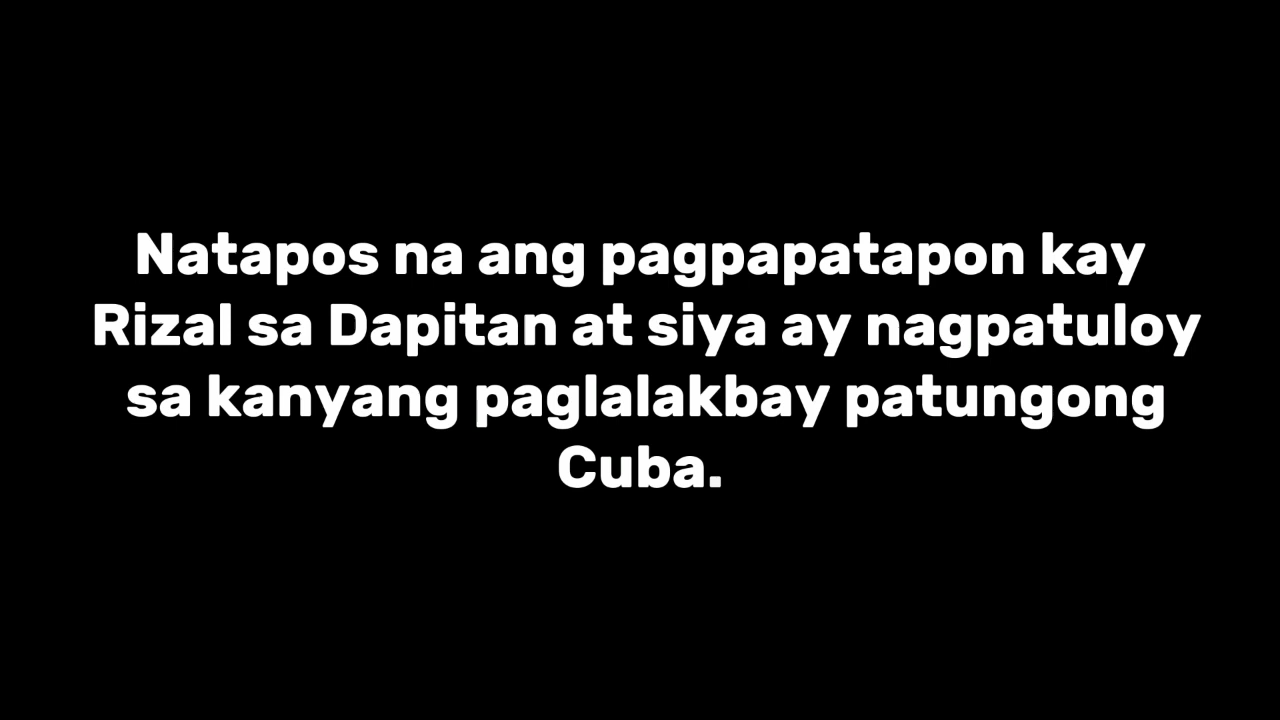 Natapos na ang pagpapatapon kay
Rizal sa Dapitan at siya ay nagpatuloy
sa kanyang paglalakbay patungong
Cuba.